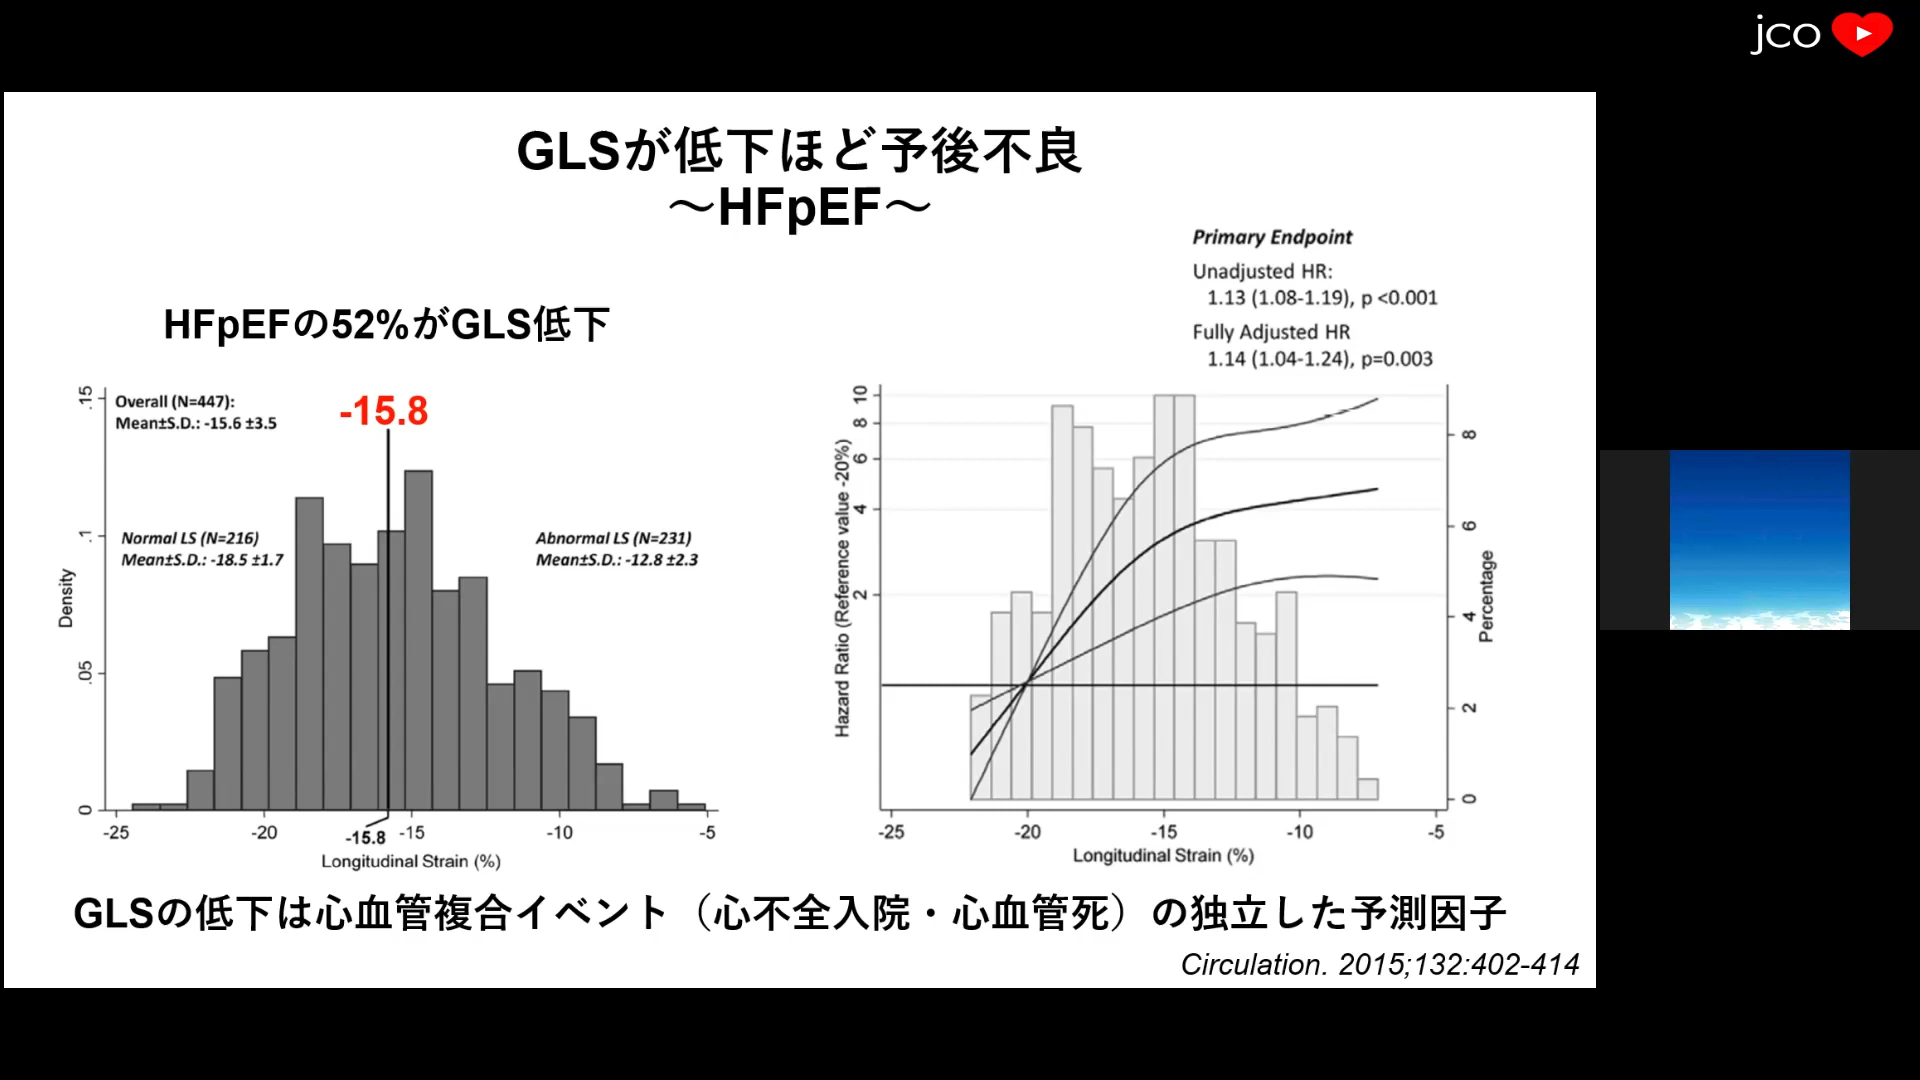 jco
GLSが低下ほど予後不良
～HFpEF～
Primary Endpoint
Unadjusted HR:
1.13 (1.08-1.19), p <0.001
Fully Adjusted HR
1.14 (1.04-1.24), p=0.003
HFpEFの52%がGLS低下
Overall (N=447):
Mean±S.D.: -15.6 ±3.5
-15.8
Normal LS (N=216)
Mean±S.D.: -18.5 ±1.7
Abnormal LS (N=231)
Mean±S.D.: -12.8 ±2.3
Density
.15
.1
.05
0
-25
-20
-15.8
-15
-10
-5
Longitudinal Strain (%)
Hazard Ratio (Reference value -20%)
10
8
6
4
2
Percentage
8
6
4
2
0
-25
-20
-15
-10
-5
Longitudinal Strain (%)
GLSの低下は心血管複合イベント（心不全入院・心血管死）の独立した予測因子
Circulation. 2015;132:402-414